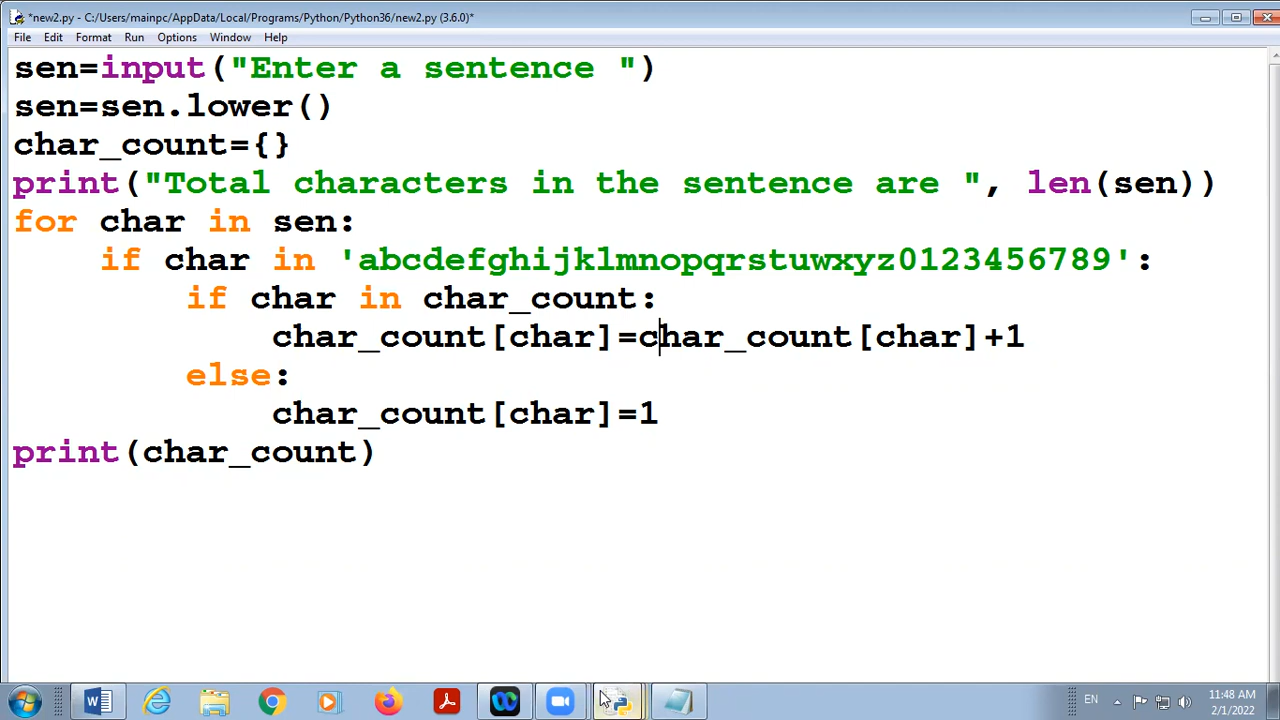 *new2.py - C:/Users/mainpc/AppData/Local/Programs/Python/Python36/new2.py (3.6.0)*
File Edit Format Run Options Window Help
sen=input("Enter a sentence ")
sen=sen.lower()
char_count={}
print("Total characters in the sentence are ", len(sen))
for char in sen:
    if char in 'abcdefghijklmnopqrstuvwxyz0123456789':
        if char in char_count:
            char_count[char]=char_count[char]+1
        else:
            char_count[char]=1
print(char_count)
EN
11:48 AM
2/1/2022